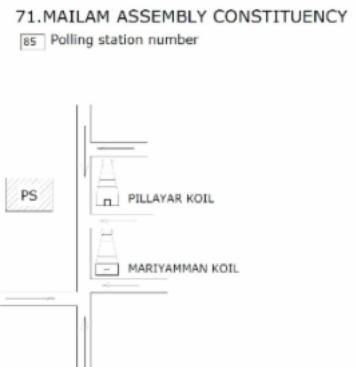 71.MAILAM ASSEMBLY CONSTITUENCY
85 Polling station number
PS
PILLAYAR KOIL
MARIYAMMAN KOIL